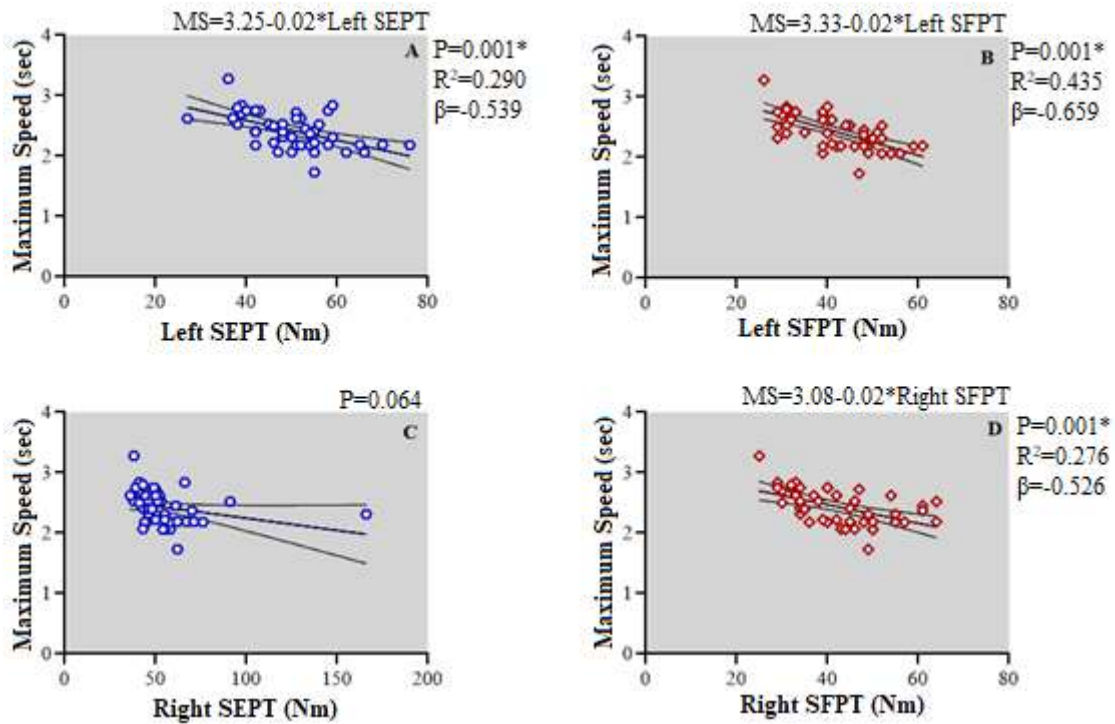 MS=3.25-0.02*Left SEPT
A
P=0.001*
R²=0.290
β=-0.539
Maximum Speed (sec)
4
3
2
1
0
0 20 40 60 80
Left SEPT (Nm)
MS=3.33-0.02*Left SFPT
B
P=0.001*
R²=0.435
β=-0.659
Maximum Speed (sec)
4
3
2
1
0
0 20 40 60 80
Left SFPT (Nm)
P=0.064
C
Maximum Speed (sec)
4
3
2
1
0
0 50 100 150 200
Right SEPT (Nm)
MS=3.08-0.02*Right SFPT
D
P=0.001*
R²=0.276
β=-0.526
Maximum Speed (sec)
4
3
2
1
0
0 20 40 60 80
Right SFPT (Nm)